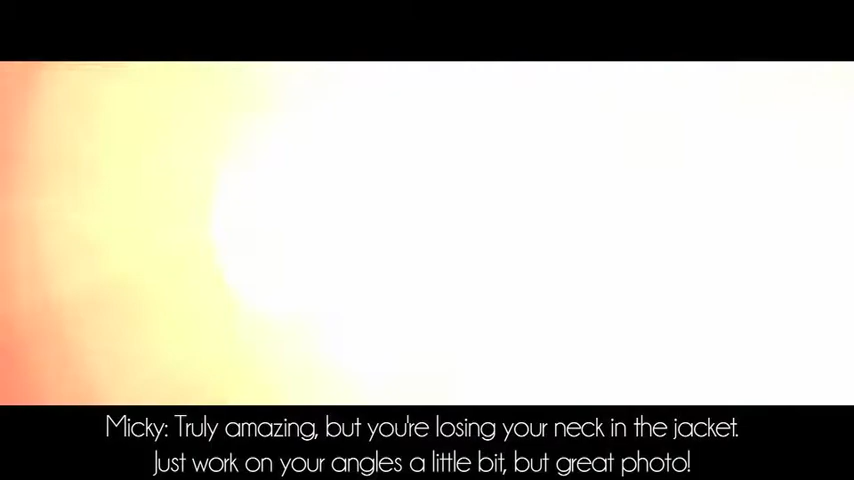 Micky: Truly amazing, but you're losing your neck in the jacket.
Just work on your angles a little bit, but great photo!